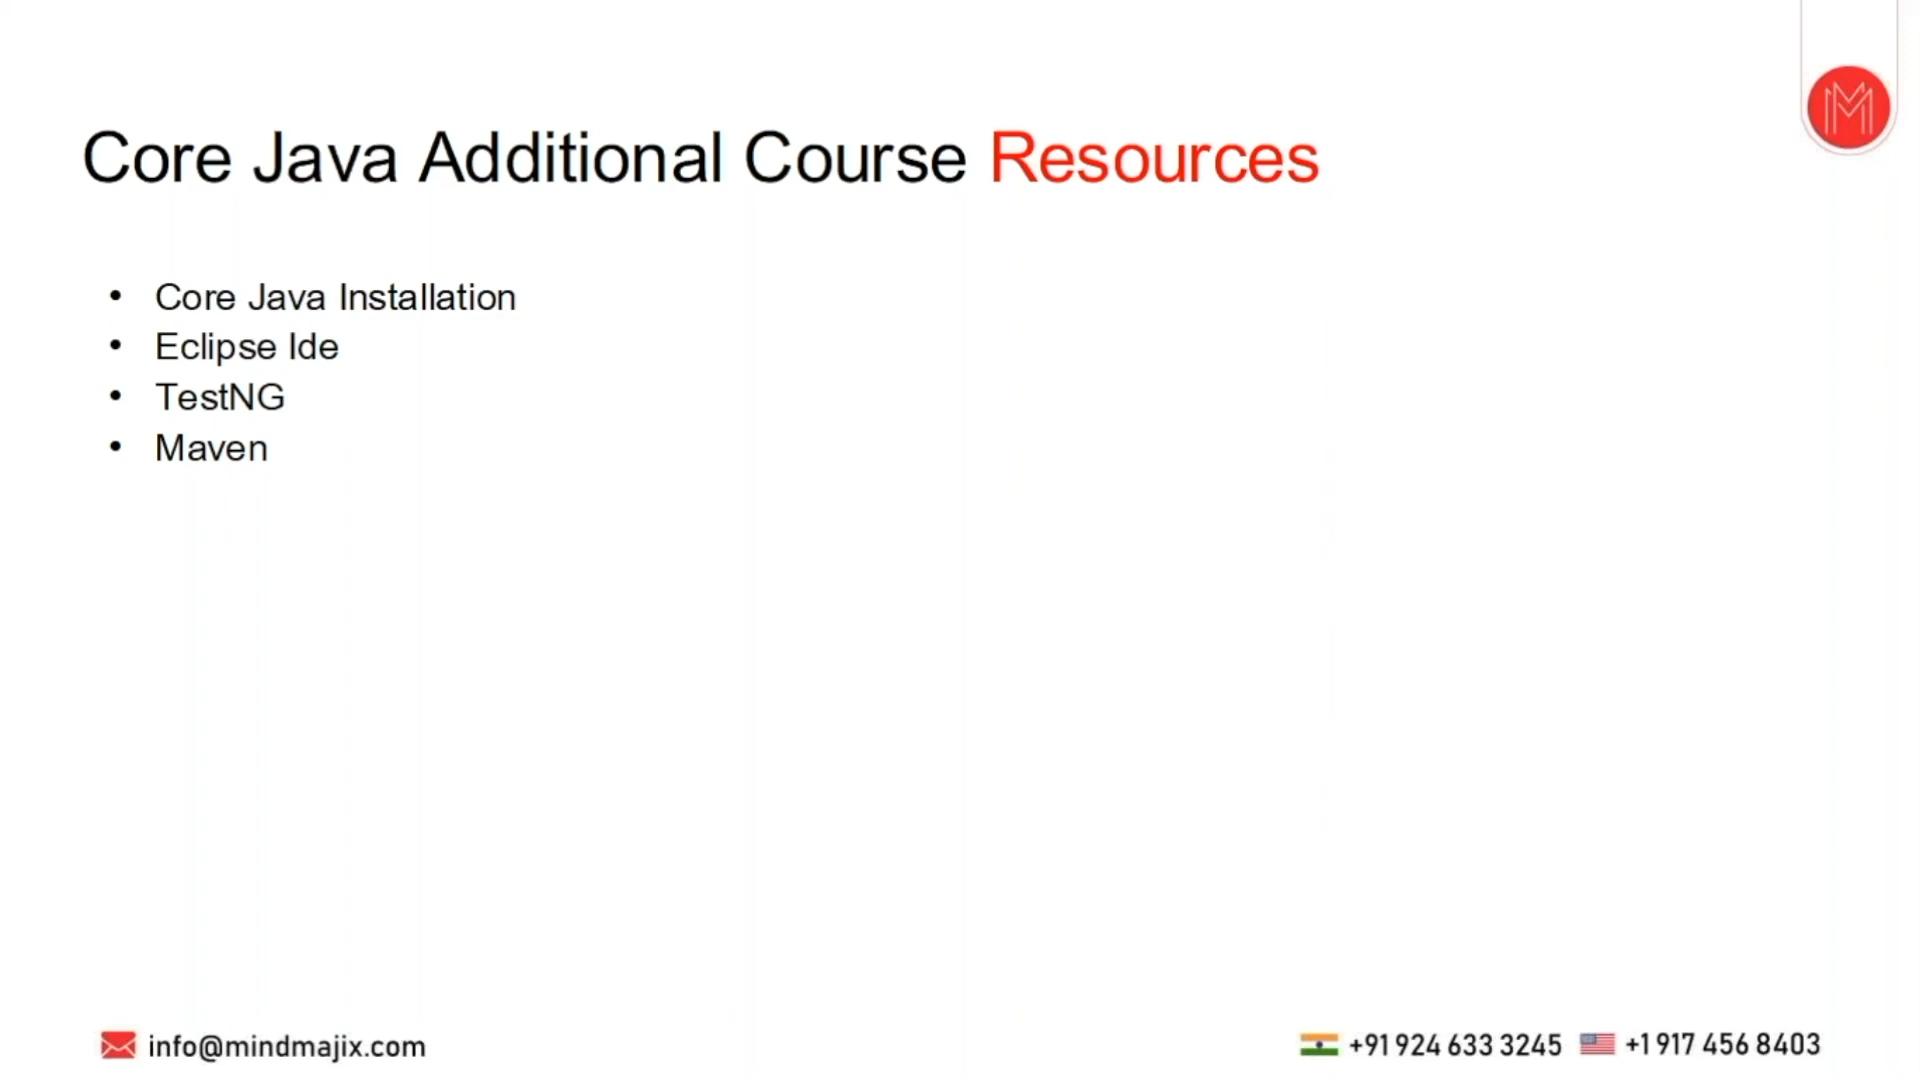 Core Java Additional Course Resources
• Core Java Installation
• Eclipse Ide
• TestNG
• Maven
info@mindmajix.com
+91 924 633 3245 +1 917 456 8403